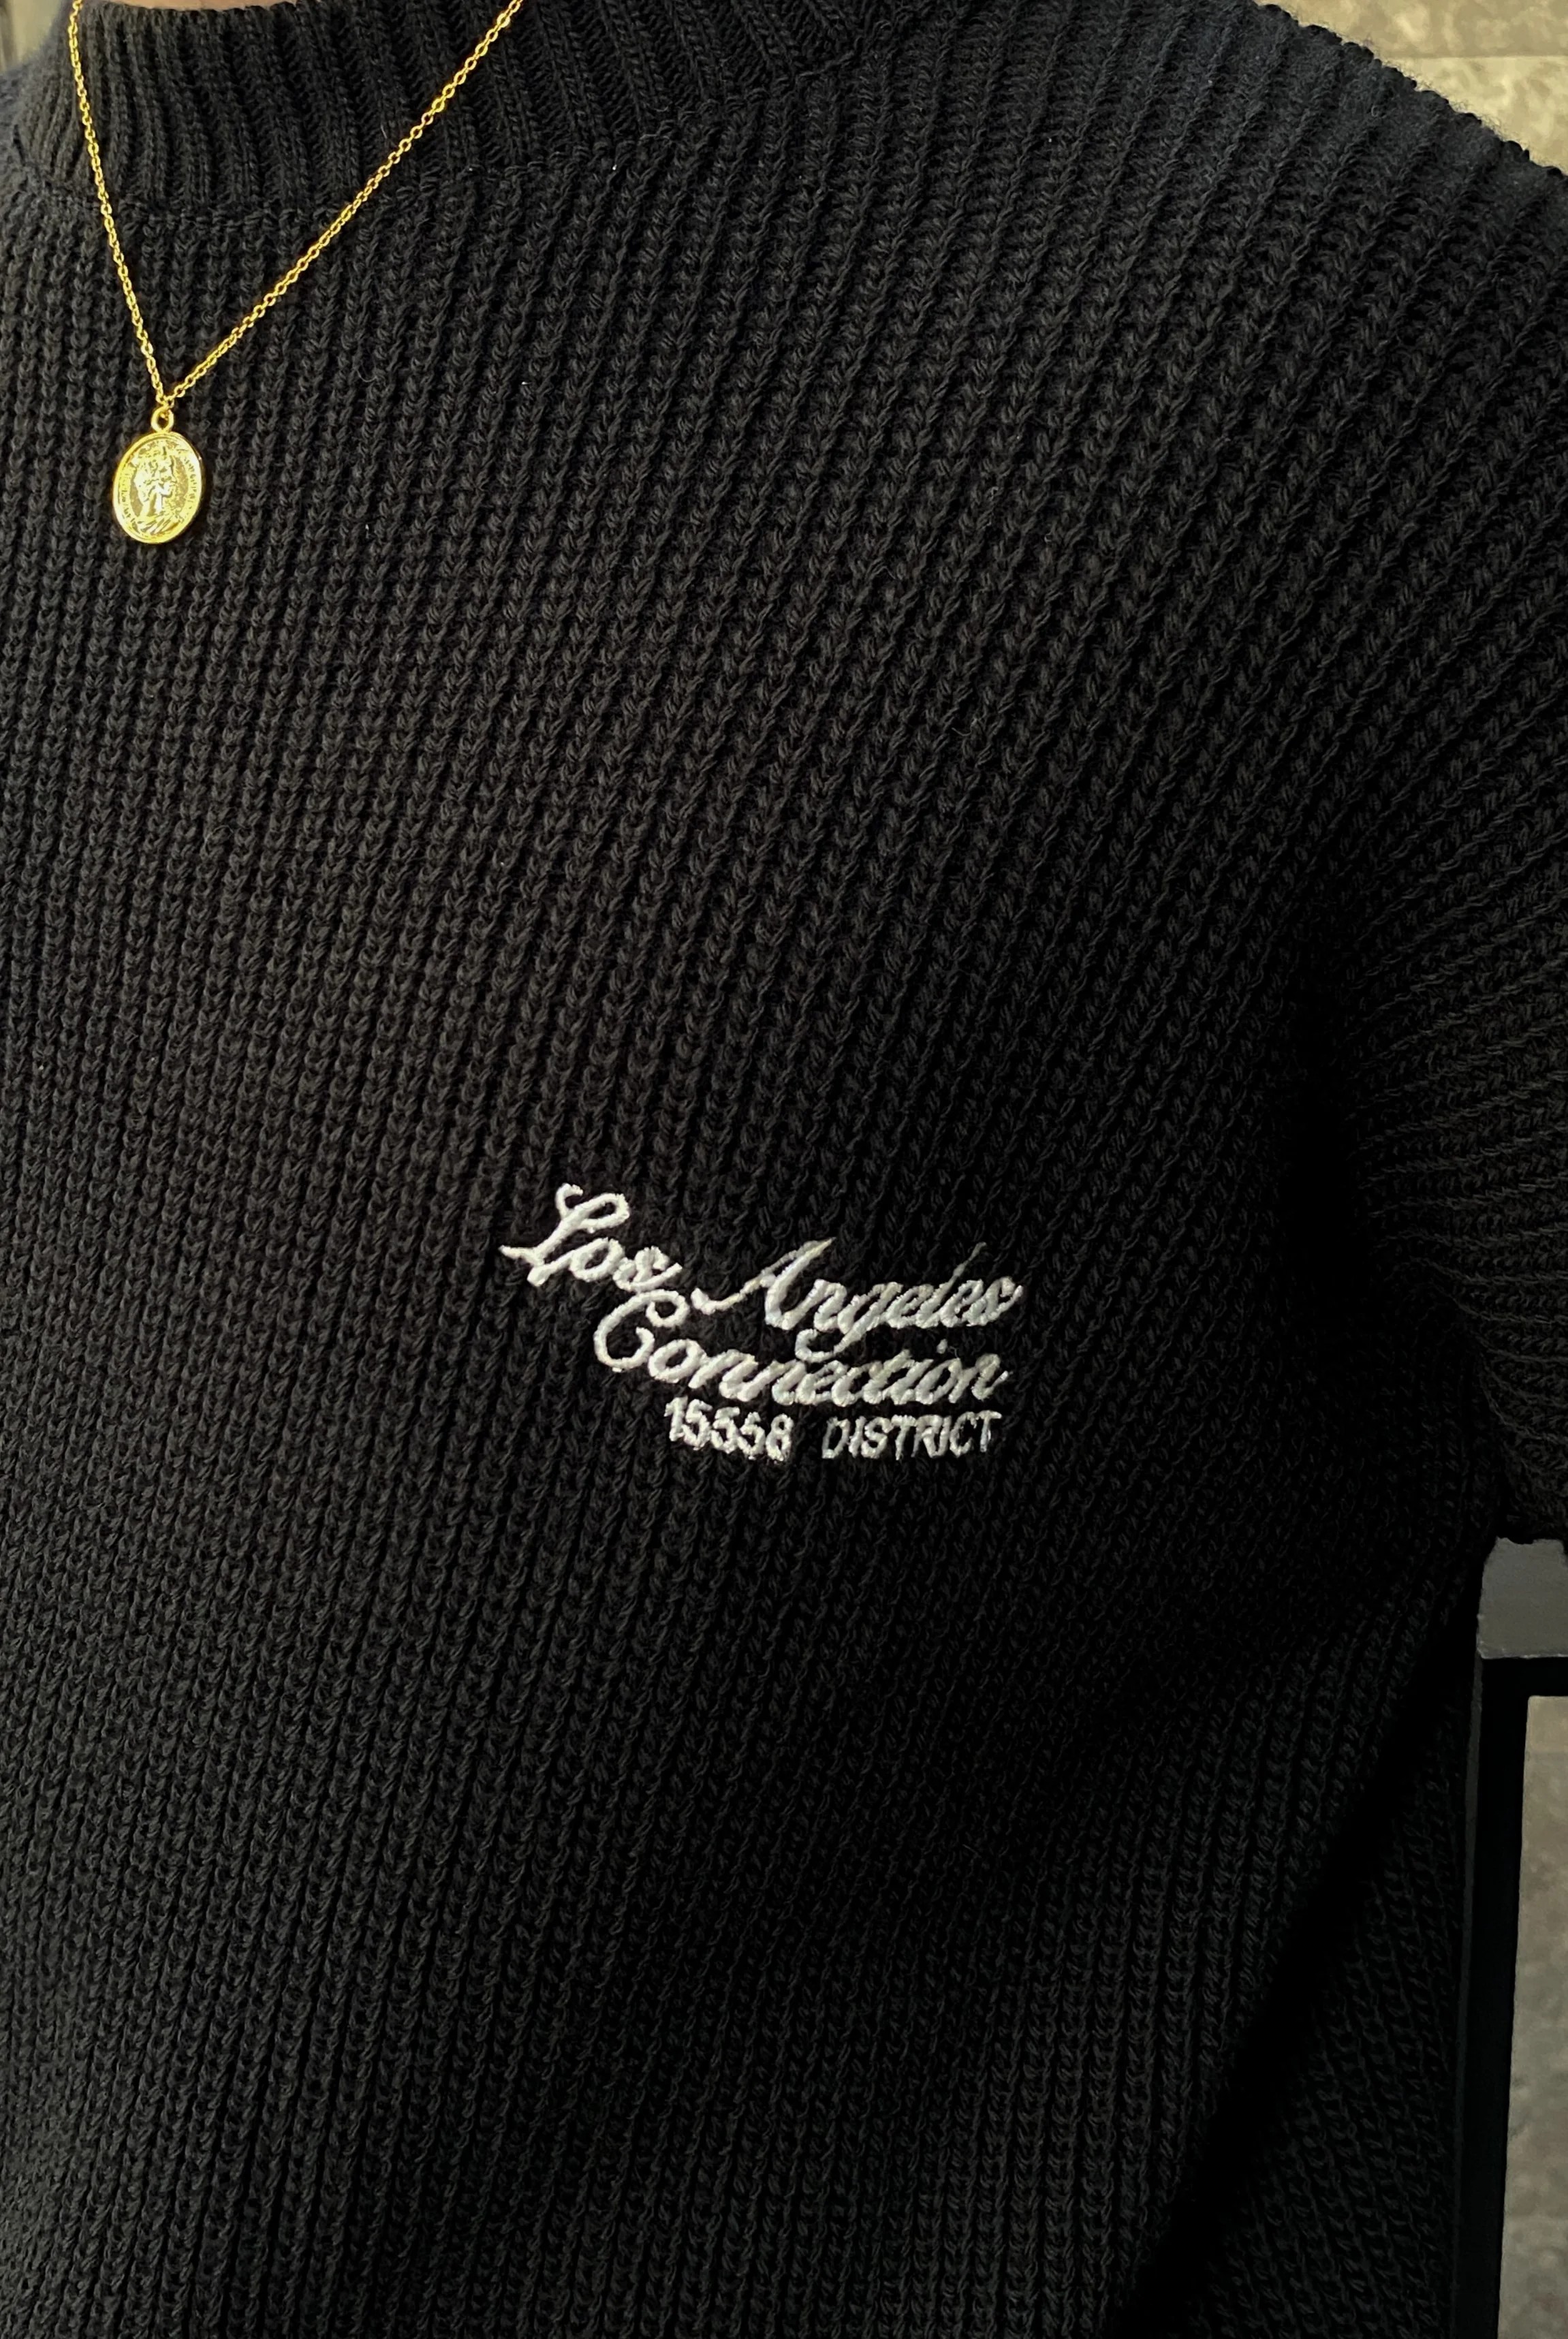 Los Angeles
Connection
15558 DISTRICT